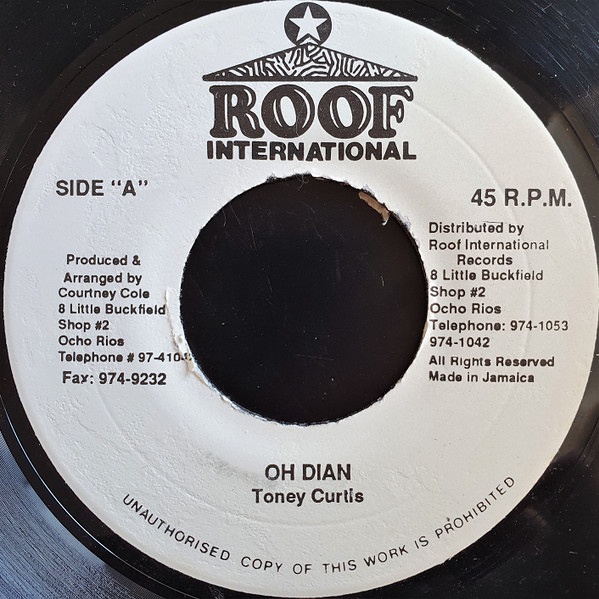 ROOF
INTERNATIONAL
SIDE "A"
45 R.P.M.
Produced &
Arranged by
Courtney Cole
8 Little Buckfield
Shop #2
Ocho Rios
Telephone #
Fax: 974-9232
Distributed by
Roof International
Records
8 Little Buckfield
Shop #2
Ocho Rios
Telephone: 974-1053
974-1042
All Rights Reserved
Made in Jamaica
OH DIAN
Toney Curtis
UNAUTHORISED COPY OF THIS WORK IS PROHIBITED